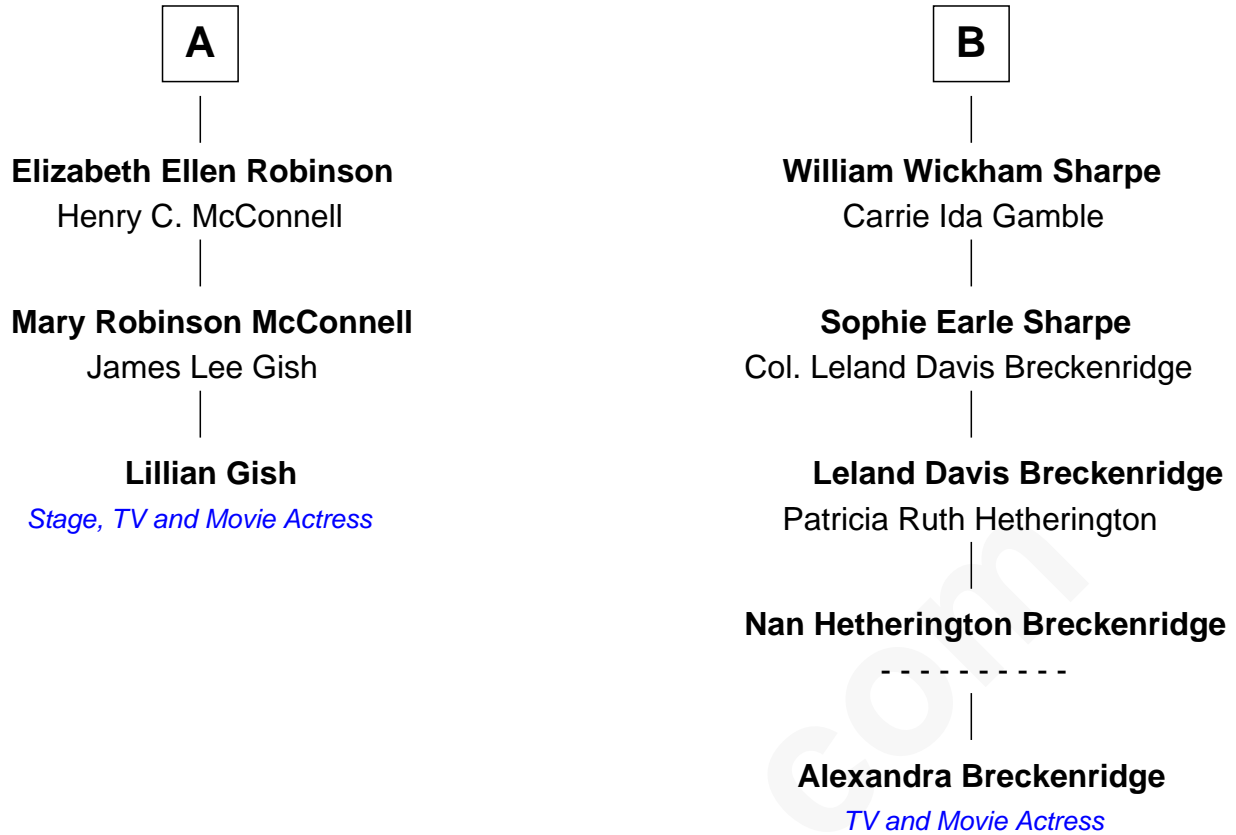 A
Elizabeth Ellen Robinson
Henry C. McConnell
Mary Robinson McConnell
James Lee Gish
Lillian Gish
Stage, TV and Movie Actress
B
William Wickham Sharpe
Carrie Ida Gamble
Sophie Earle Sharpe
Col. Leland Davis Breckenridge
Leland Davis Breckenridge
Patricia Ruth Hetherington
Nan Hetherington Breckenridge
- - - - - - - - - -
Alexandra Breckenridge
TV and Movie Actress
com